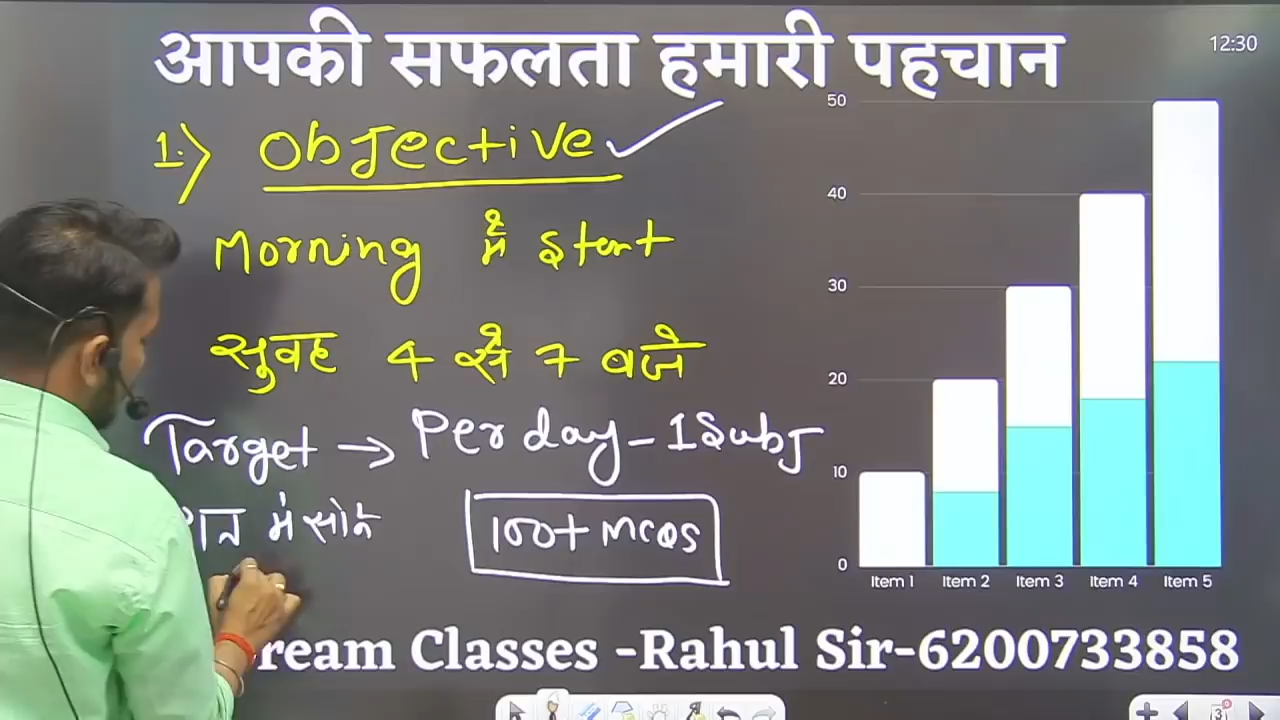 आपकी सफलता हमारी पहचान
12:30
1.> Objective
Morning में Start
सुबह 4 से 7 बजे
Target → Per day - 1 Subj
में सोने
100+ MCQS
50
40
30
20
10
0
Item 1 Item 2 Item 3 Item 4 Item 5
ream Classes -Rahul Sir-6200733858